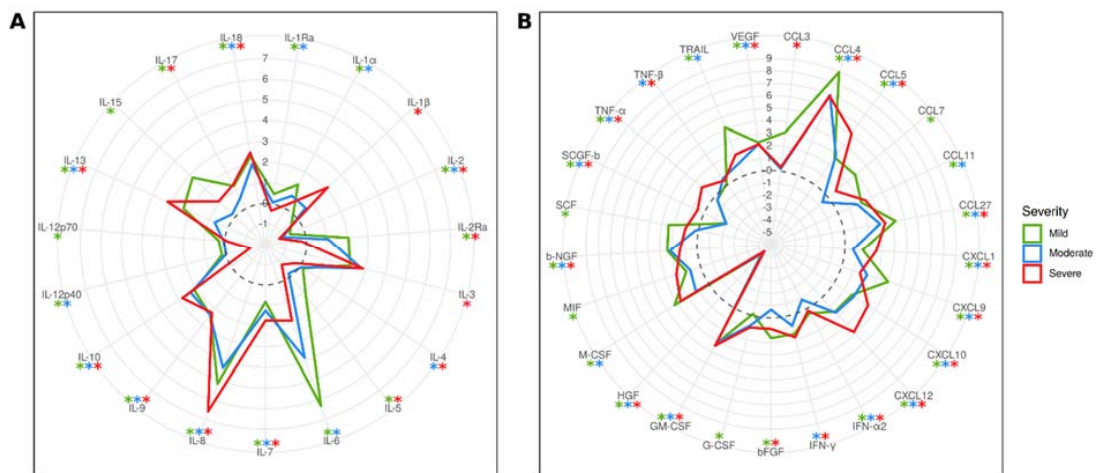 A
IL-18
***
IL-1Ra
**
IL-1α
**
IL-1β
*
IL-2
***
IL-2Ra
**
IL-3
*
IL-4
**
IL-5
**
IL-6
**
IL-7
***
IL-8
***
IL-9
***
IL-10
***
IL-12p40
**
IL-12p70
*
IL-13
***
IL-15
*
IL-17
**
7
6
5
4
3
2
1
-0
B
VEGF
***
CCL3
*
CCL4
***
CCL5
***
CCL7
*
CCL11
**
CCL27
***
CXCL1
***
CXCL9
***
CXCL10
***
CXCL12
***
IFN-α2
***
IFN-γ
**
bFGF
**
G-CSF
*
GM-CSF
***
HGF
***
M-CSF
**
MIF
*
b-NGF
***
SCF
*
SCGF-b
***
TNF-α
***
TNF-β
**
TRAIL
**
9
8
7
6
5
4
3
2
-0
-1
-2
-3
-4
-5
Severity
Mild
Moderate
Severe